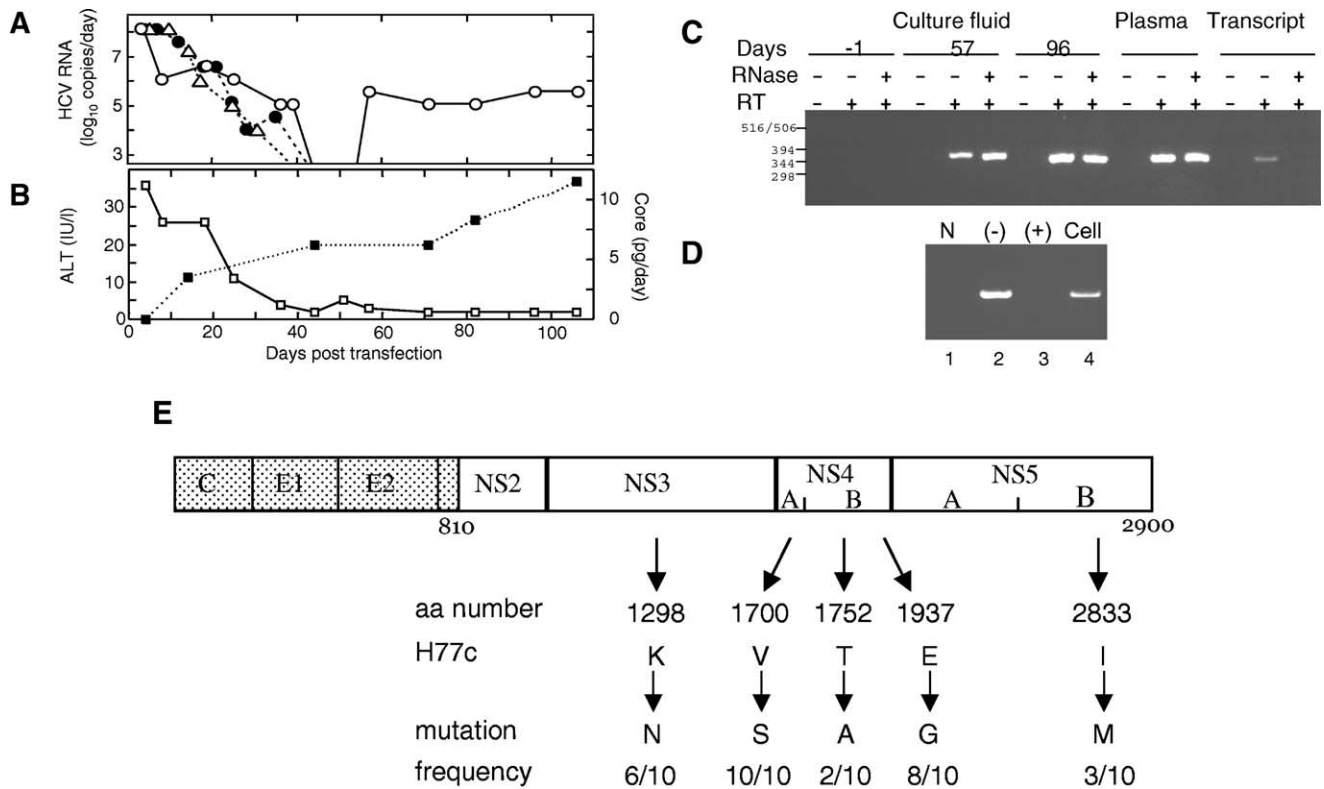 A
HCV RNA
(log10 copies/day)
7
5
3
B
ALT (IU/l)
30
20
10
0
Core (pg/day)
10
5
0
0 20 40 60 80 100
Days post transfection
C
Culture fluid Plasma Transcript
Days -1 57 96
RNase - - + - - + - - + - - + - - +
RT - + + - + + - + + - + + - + +
516/506
394
344
298
D
N (-) (+) Cell
1 2 3 4
E
C E1 E2 NS2 NS3 NS4 NS5
A B A B
810 2900
aa number 1298 1700 1752 1937 2833
H77c K V T E I
mutation N S A G M
frequency 6/10 10/10 2/10 8/10 3/10